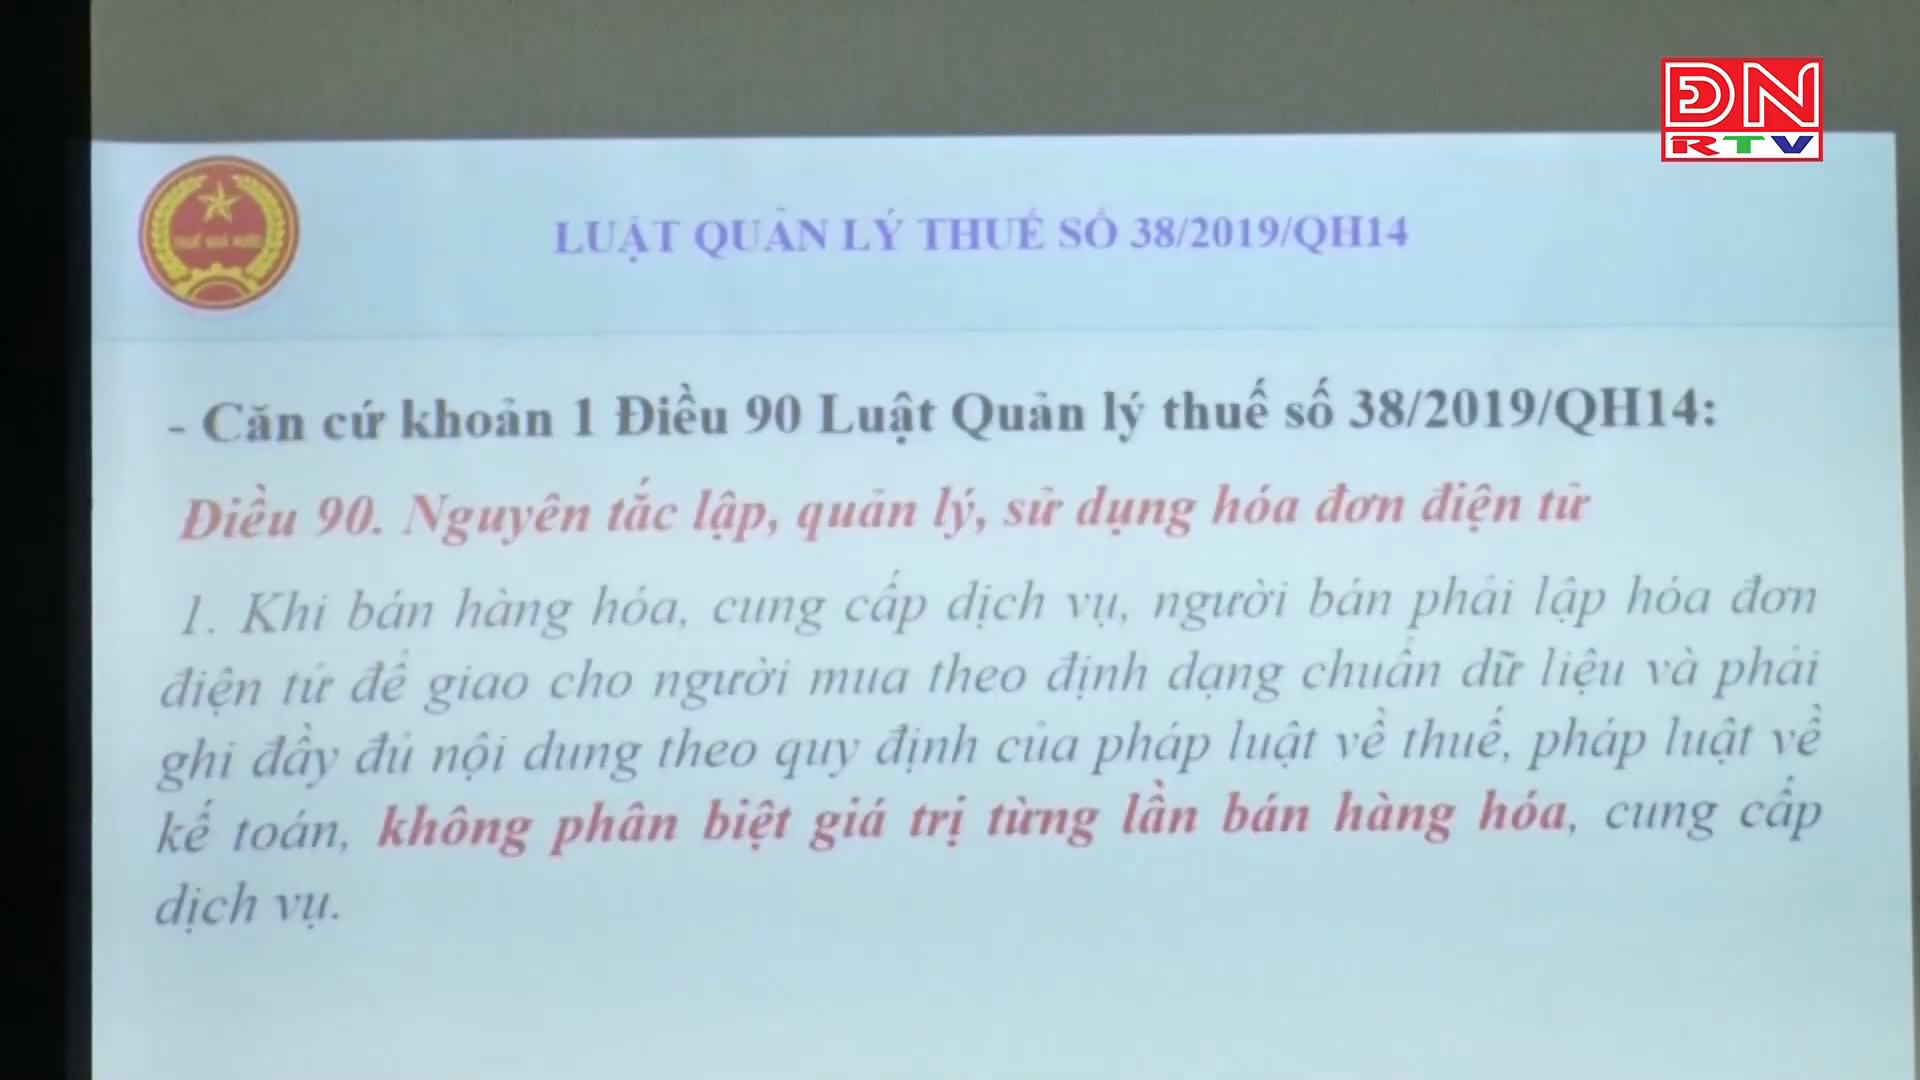 ĐN
RTV
THUẾ NHÀ NƯỚC
LUẬT QUẢN LÝ THUẾ SỐ 38/2019/QH14
- Căn cứ khoản 1 Điều 90 Luật Quản lý thuế số 38/2019/QH14:
Điều 90. Nguyên tắc lập, quản lý, sử dụng hóa đơn điện tử
1. Khi bán hàng hóa, cung cấp dịch vụ, người bán phải lập hóa đơn
điện tử để giao cho người mua theo định dạng chuẩn dữ liệu và phải
ghi đầy đủ nội dung theo quy định của pháp luật về thuế, pháp luật về
kế toán, không phân biệt giá trị từng lần bán hàng hóa, cung cấp
dịch vụ.